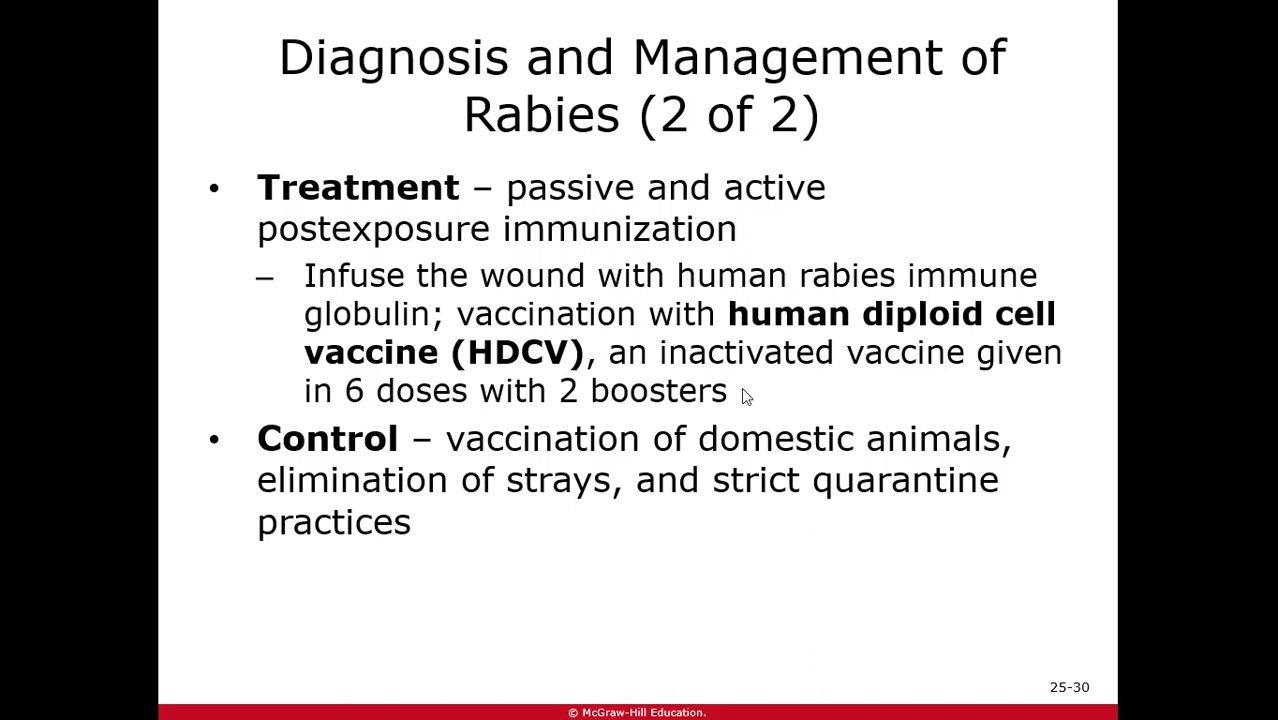 Diagnosis and Management of
Rabies (2 of 2)
• Treatment – passive and active
postexposure immunization
– Infuse the wound with human rabies immune
globulin; vaccination with human diploid cell
vaccine (HDCV), an inactivated vaccine given
in 6 doses with 2 boosters
• Control – vaccination of domestic animals,
elimination of strays, and strict quarantine
practices
25-30
© McGraw-Hill Education.